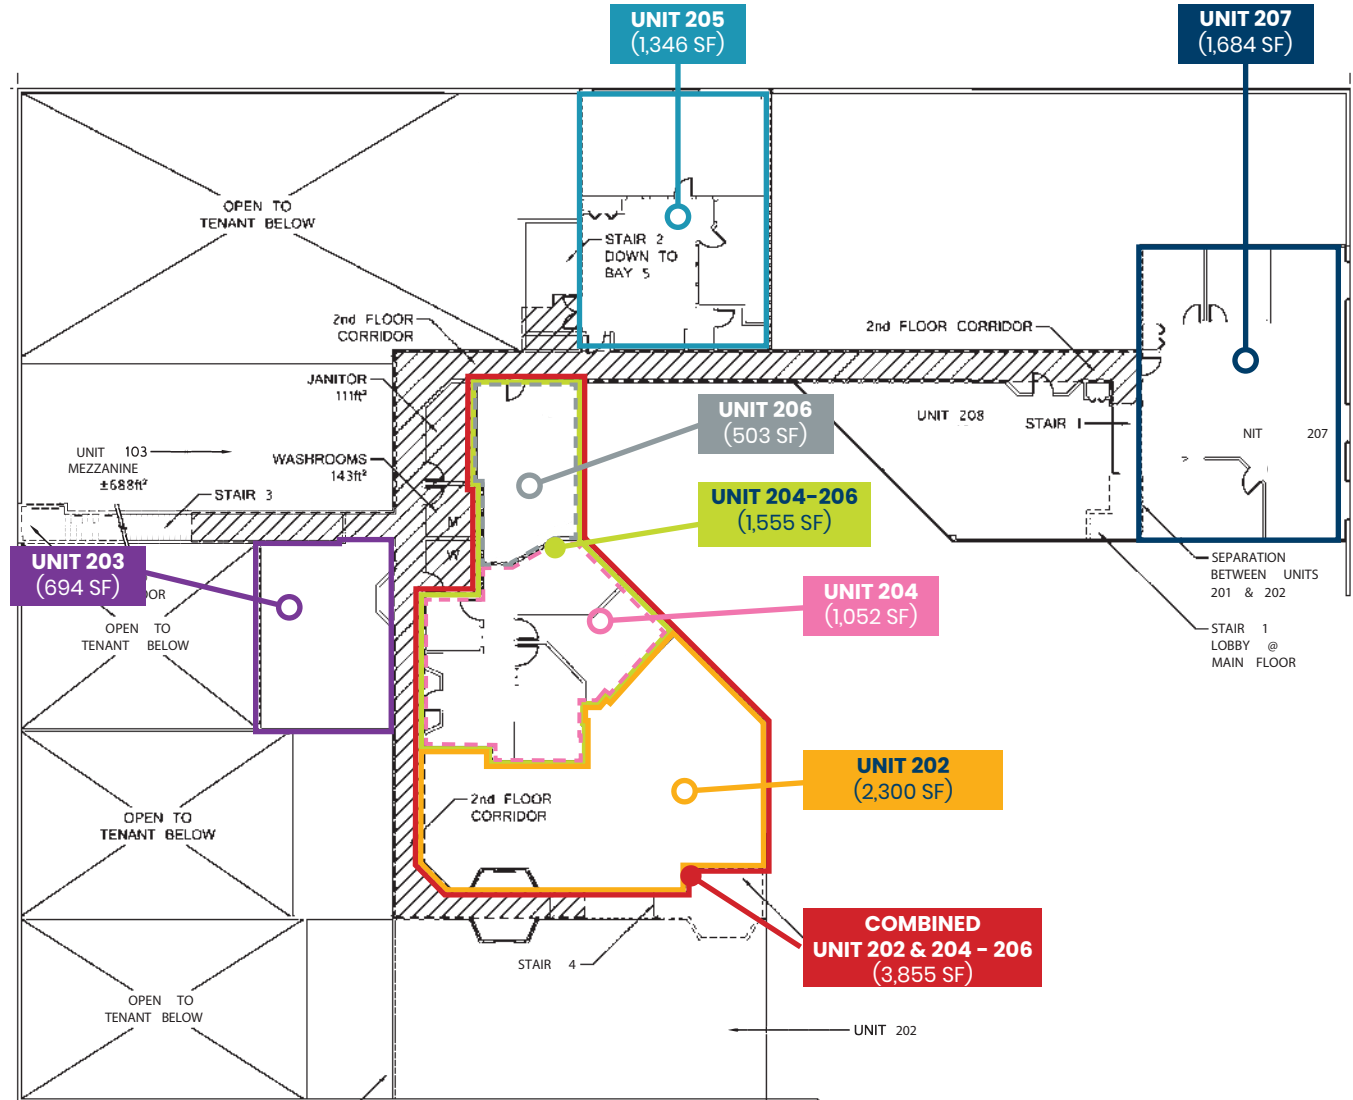 UNIT 205
(1,346 SF)
UNIT 207
(1,684 SF)
OPEN TO
TENANT BELOW
STAIR 2
DOWN TO
BAY 5
2nd FLOOR
CORRIDOR
2nd FLOOR CORRIDOR
JANITOR
111ft²
UNIT 206
(503 SF)
UNIT 208
STAIR 1
NIT 207
UNIT 103
MEZZANINE
±688ft²
WASHROOMS
143ft²
STAIR 3
UNIT 204-206
(1,555 SF)
M
W
UNIT 203
(694 SF)
OOR
OPEN TO
TENANT BELOW
SEPARATION
BETWEEN UNITS
201 & 202
UNIT 204
(1,052 SF)
STAIR 1
LOBBY @
MAIN FLOOR
UNIT 202
(2,300 SF)
2nd FLOOR
CORRIDOR
OPEN TO
TENANT BELOW
COMBINED
UNIT 202 & 204 - 206
(3,855 SF)
STAIR 4
OPEN TO
TENANT BELOW
UNIT 202